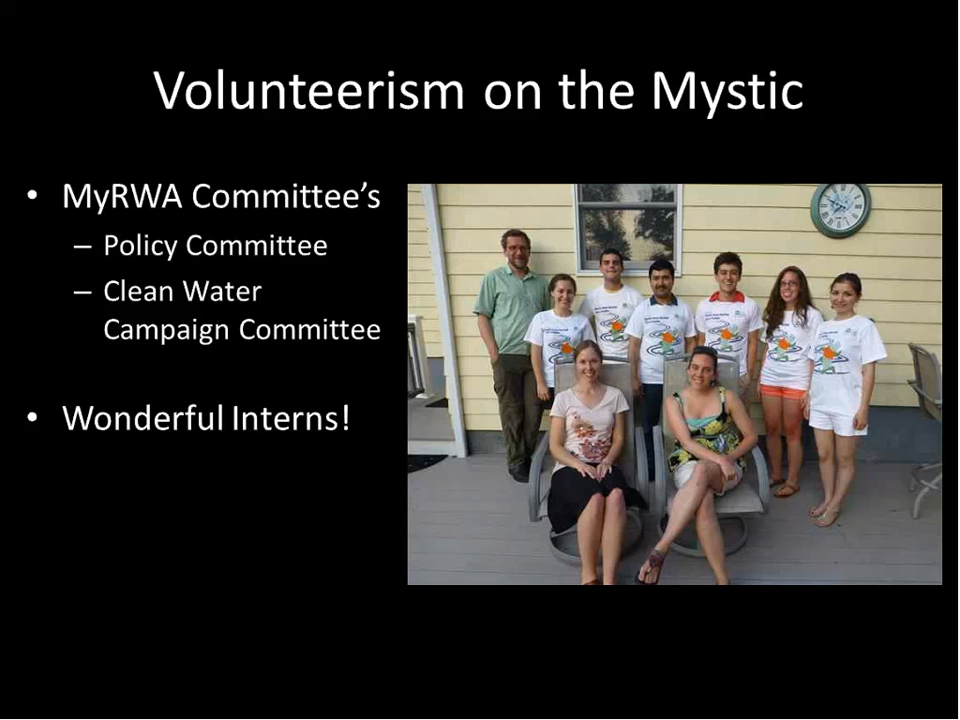 Volunteerism on the Mystic
• MyRWA Committee’s
– Policy Committee
– Clean Water
Campaign Committee
• Wonderful Interns!